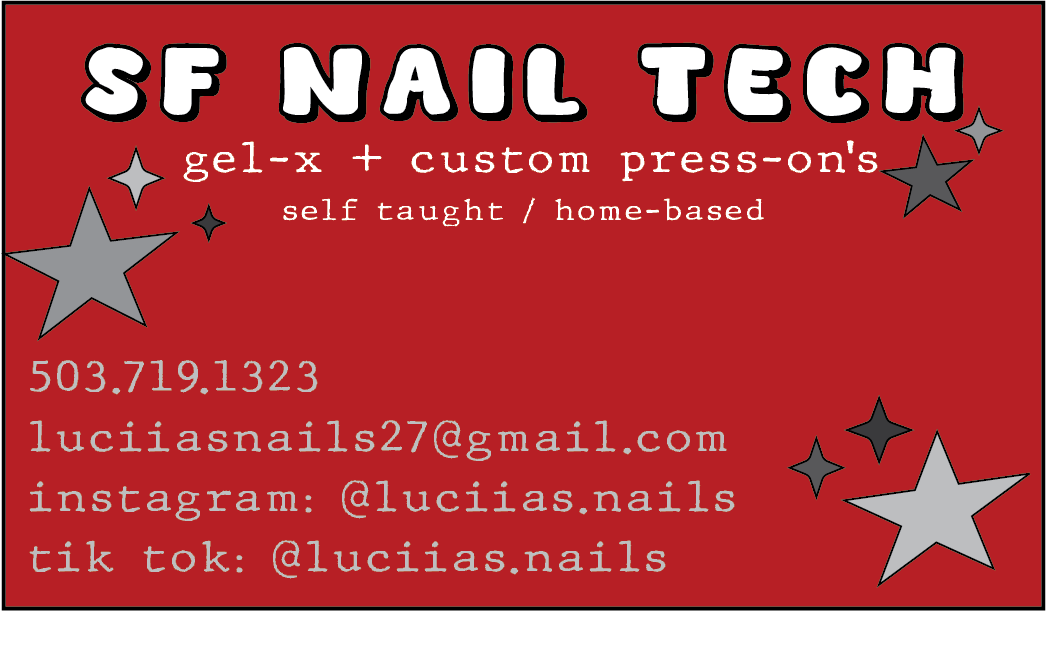 SF NAIL TECH
gel-x + custom press-on's
self taught / home-based
503.719.1323
luciiasnails27@gmail.com
instagram: @luciias.nails
tik tok: @luciias.nails